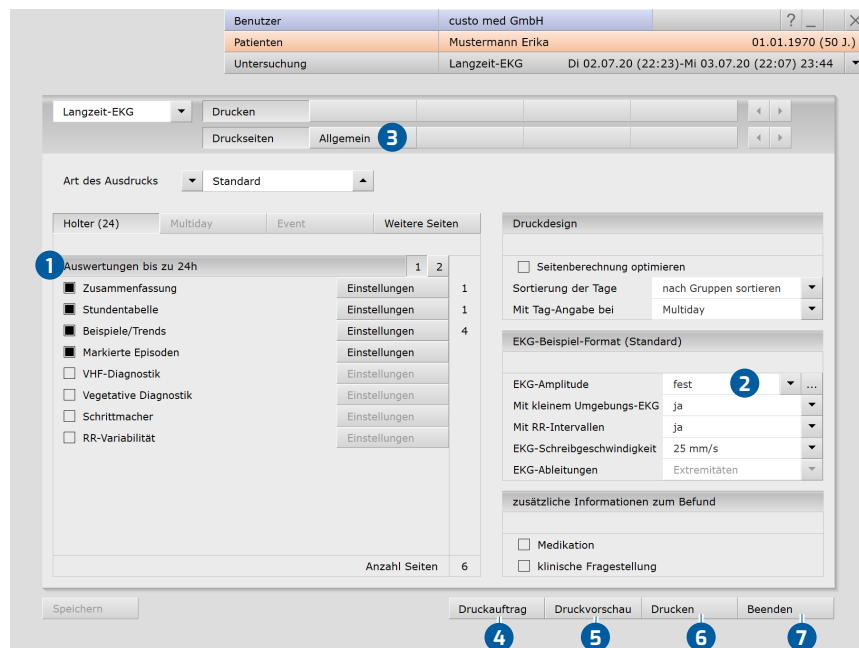 Benutzer custo med GmbH ? _ X
Patienten Mustermann Erika 01.01.1970 (50 J.)
Untersuchung Langzeit-EKG Di 02.07.20 (22:23)-Mi 03.07.20 (22:07) 23:44
Langzeit-EKG Drucken
Druckseiten Allgemein 3
Art des Ausdrucks Standard
Holter (24) Multiday Event Weitere Seiten
Druckdesign
1 Auswertungen bis zu 24h 1 2
Seitenberechnung optimieren
Zusammenfassung Einstellungen 1
Sortierung der Tage nach Gruppen sortieren
Stundentabelle Einstellungen 1
Mit Tag-Angabe bei Multiday
Beispiele/Trends Einstellungen 4
EKG-Beispiel-Format (Standard)
Markierte Episoden Einstellungen
VHF-Diagnostik Einstellungen
EKG-Amplitude fest 2 ...
Vegetative Diagnostik Einstellungen
Mit kleinem Umgebungs-EKG ja
Schrittmacher Einstellungen
Mit RR-Intervallen ja
RR-Variabilität Einstellungen
EKG-Schreibgeschwindigkeit 25 mm/s
EKG-Ableitungen Extremitäten
zusätzliche Informationen zum Befund
Medikation
Anzahl Seiten 6
klinische Fragestellung
Speichern Druckauftrag Druckvorschau Drucken Beenden
4 5 6 7